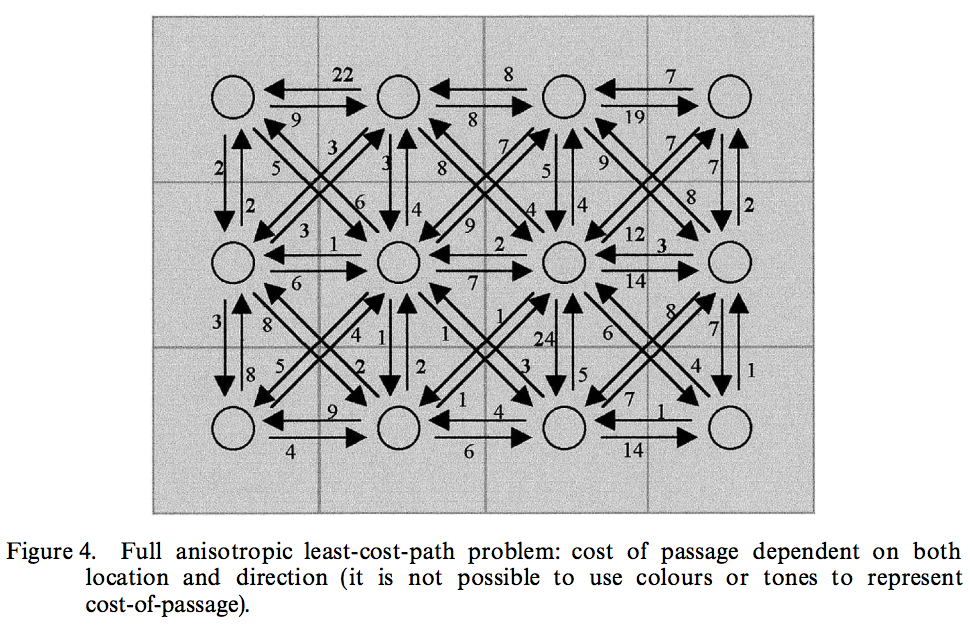 22 8 7
9 8 19
2 5 3 3 6 8 7 5 9 7 7
2 3 4 9 4 4 12 8 2
1 2 3
6 7 14
3 8 4 1 1 1 24 6 8 7
8 5 2 2 1 3 5 7 4 1
9 4 1
4 6 14
Figure 4. Full anisotropic least-cost-path problem: cost of passage dependent on both
location and direction (it is not possible to use colours or tones to represent
cost-of-passage).